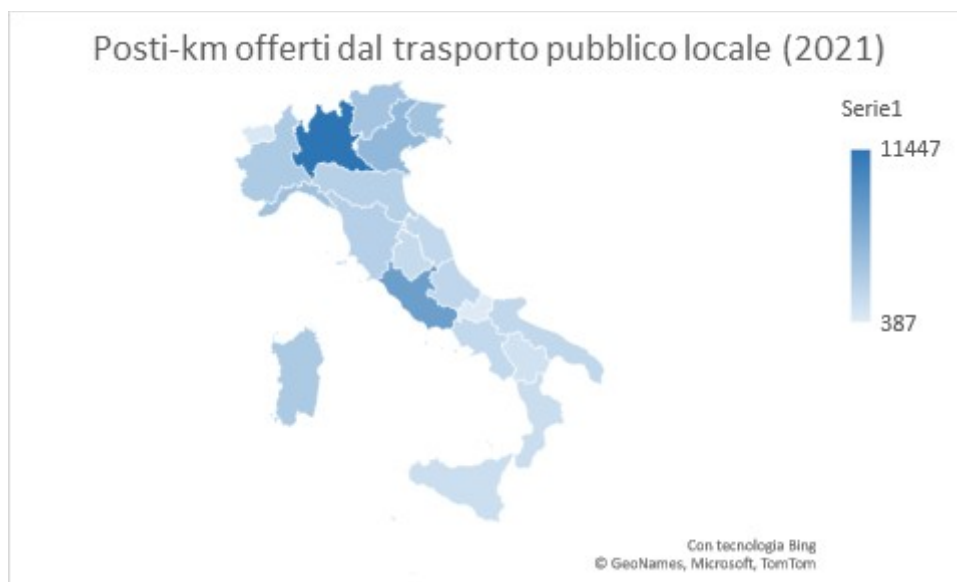 Posti-km offerti dal trasporto pubblico locale (2021)
Serie1
11447
387
Con tecnologia Bing
© GeoNames, Microsoft, TomTom